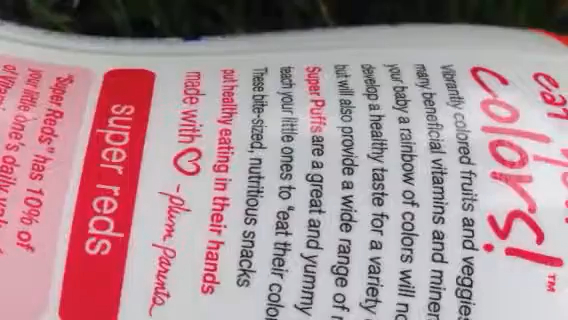 eat your
colors!™
Vibrantly colored fruits and veggies
many beneficial vitamins and miner
your baby a rainbow of colors will no
develop a healthy taste for a variety
but will also provide a wide range of
Super Puffs are a great and yummy
teach your little ones to "eat their color
These bite-sized, nutritious snacks
put healthy eating in their hands
made with ♡ -plum parents
super reds
"Super Reds" has 10% of
your little one's daily
of